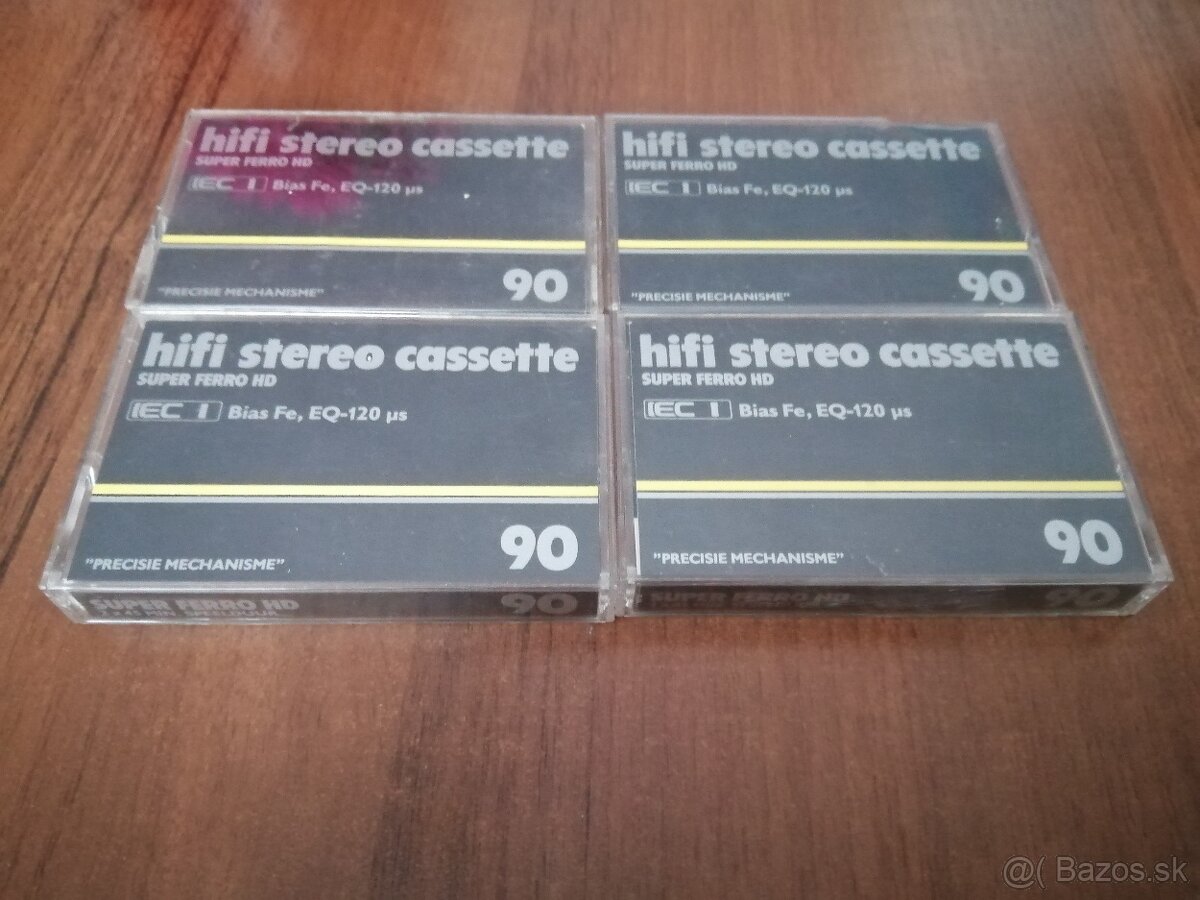 hifi stereo cassette
SUPER FERRO HD
IEC I Bias Fe, EQ-120 µs
"PRECISIE MECHANISME" 90
hifi stereo cassette
SUPER FERRO HD
IEC I Bias Fe, EQ-120 µs
"PRECISIE MECHANISME" 90
hifi stereo cassette
SUPER FERRO HD
IEC I Bias Fe, EQ-120 µs
"PRECISIE MECHANISME" 90
SUPER FERRO HD 90
hifi stereo cassette
SUPER FERRO HD
IEC I Bias Fe, EQ-120 µs
"PRECISIE MECHANISME" 90
SUPER FERRO HD 90
@( Bazos.sk